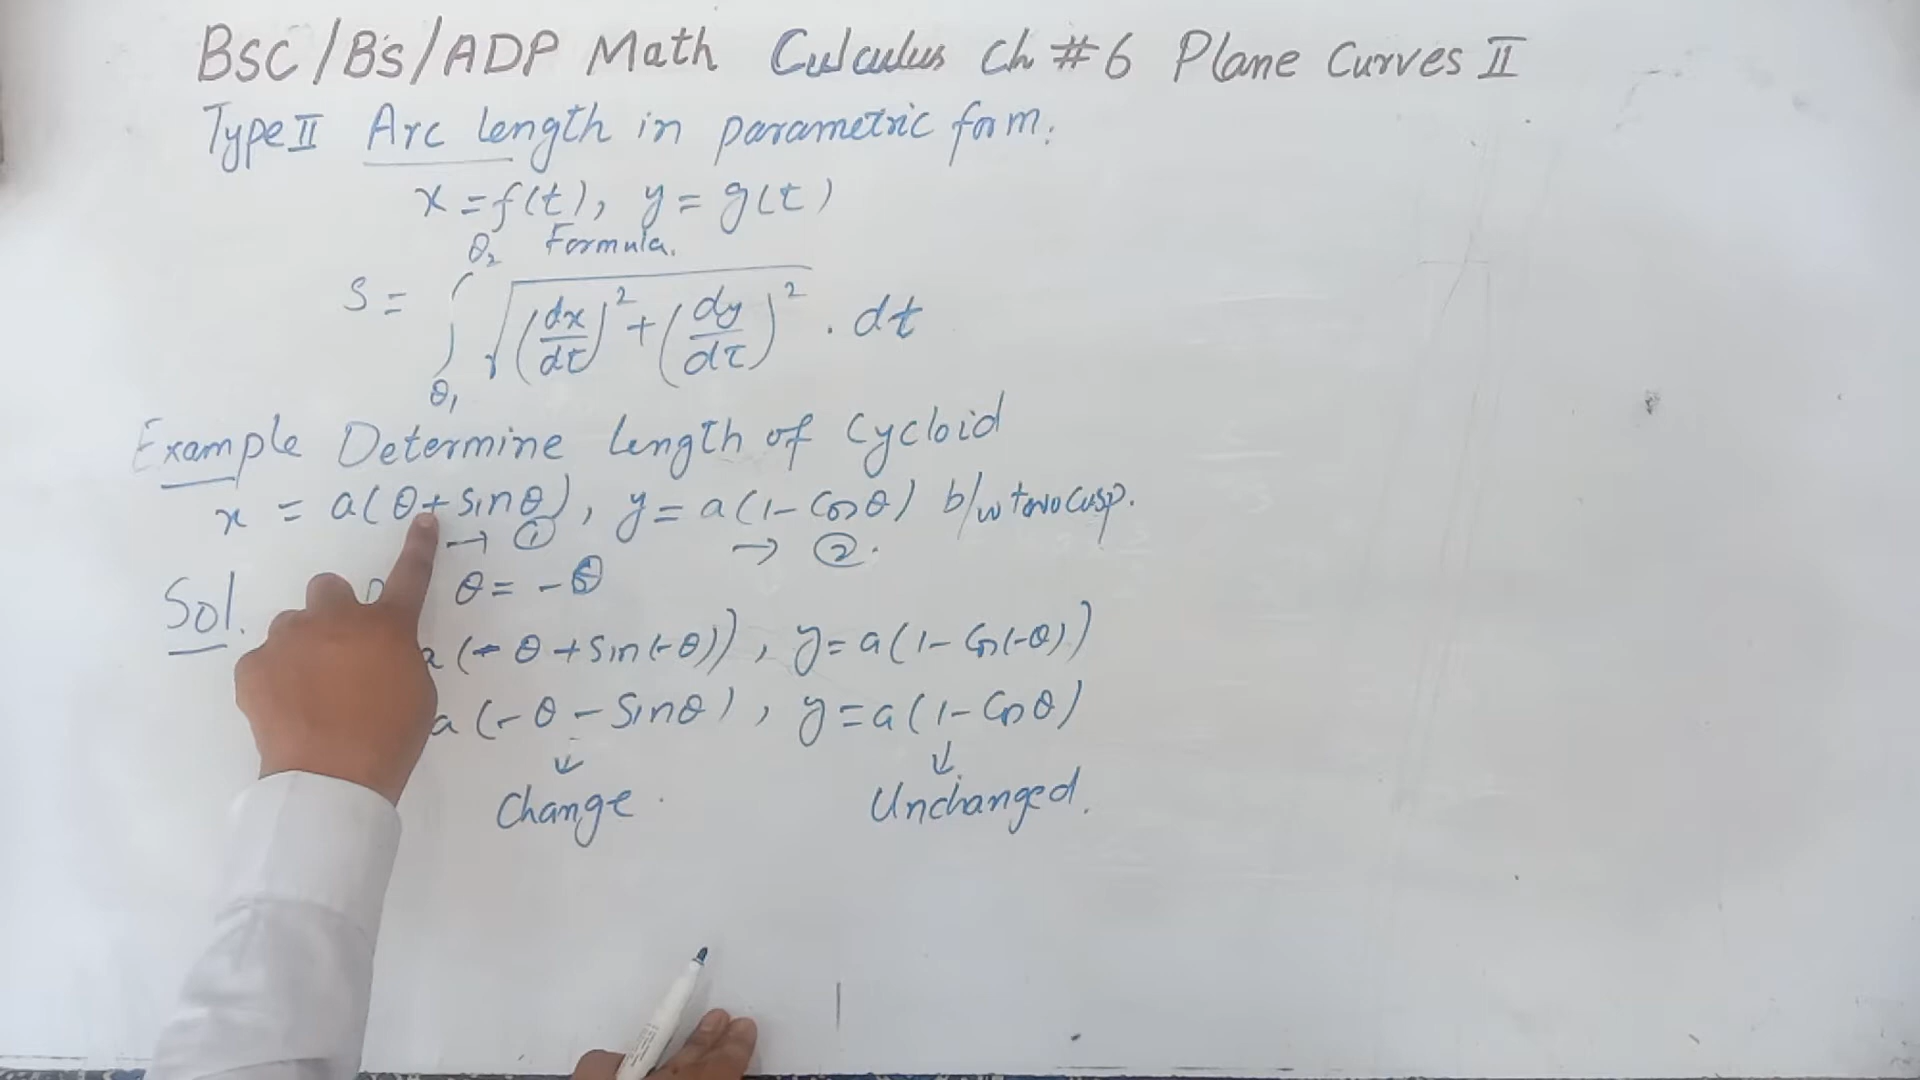 BSC/BS/ADP Math Calculus Ch #6 Plane Curves II
Type II Arc length in parametric form.
x = f(t), y = g(t)
Formula.
S = ∫θ₁^θ₂ √((dx/dt)² + (dy/dt)²) . dt
Example Determine length of Cycloid
x = a(θ + sinθ), y = a(1 - Cosθ) b/w two Cusp.
→ ① → ②.
Sol. θ = -θ
a(-θ + sin(-θ)), y = a(1 - Cos(-θ))
a(-θ - Sinθ), y = a(1 - Cosθ)
↓ ↓
Change. Unchanged.